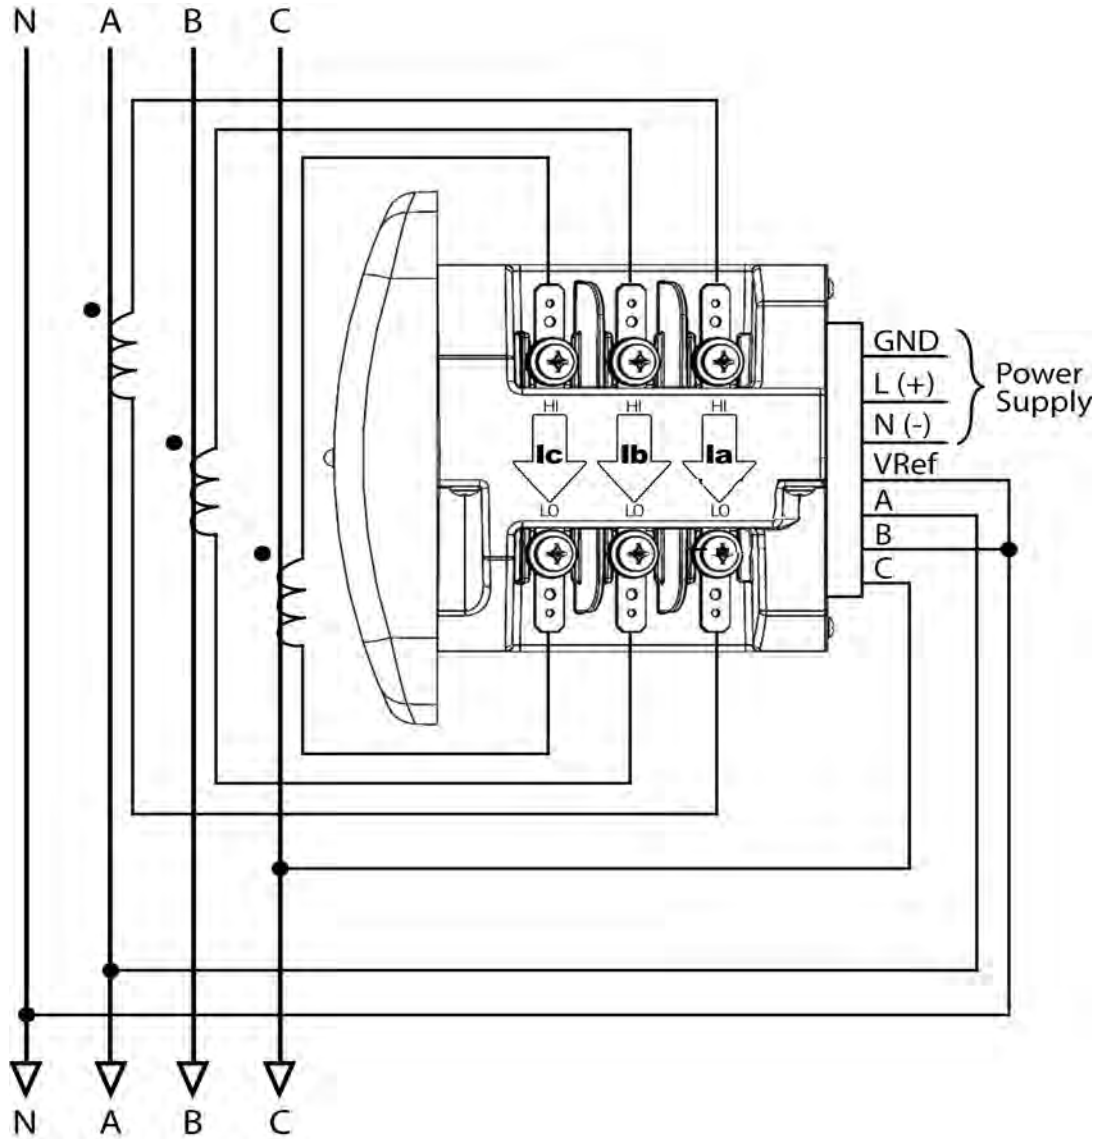 N A B C
GND
L (+)
N (-)
Power
Supply
VRef
A
B
C
HI HI HI
Ic Ib Ia
LO LO LO
N A B C